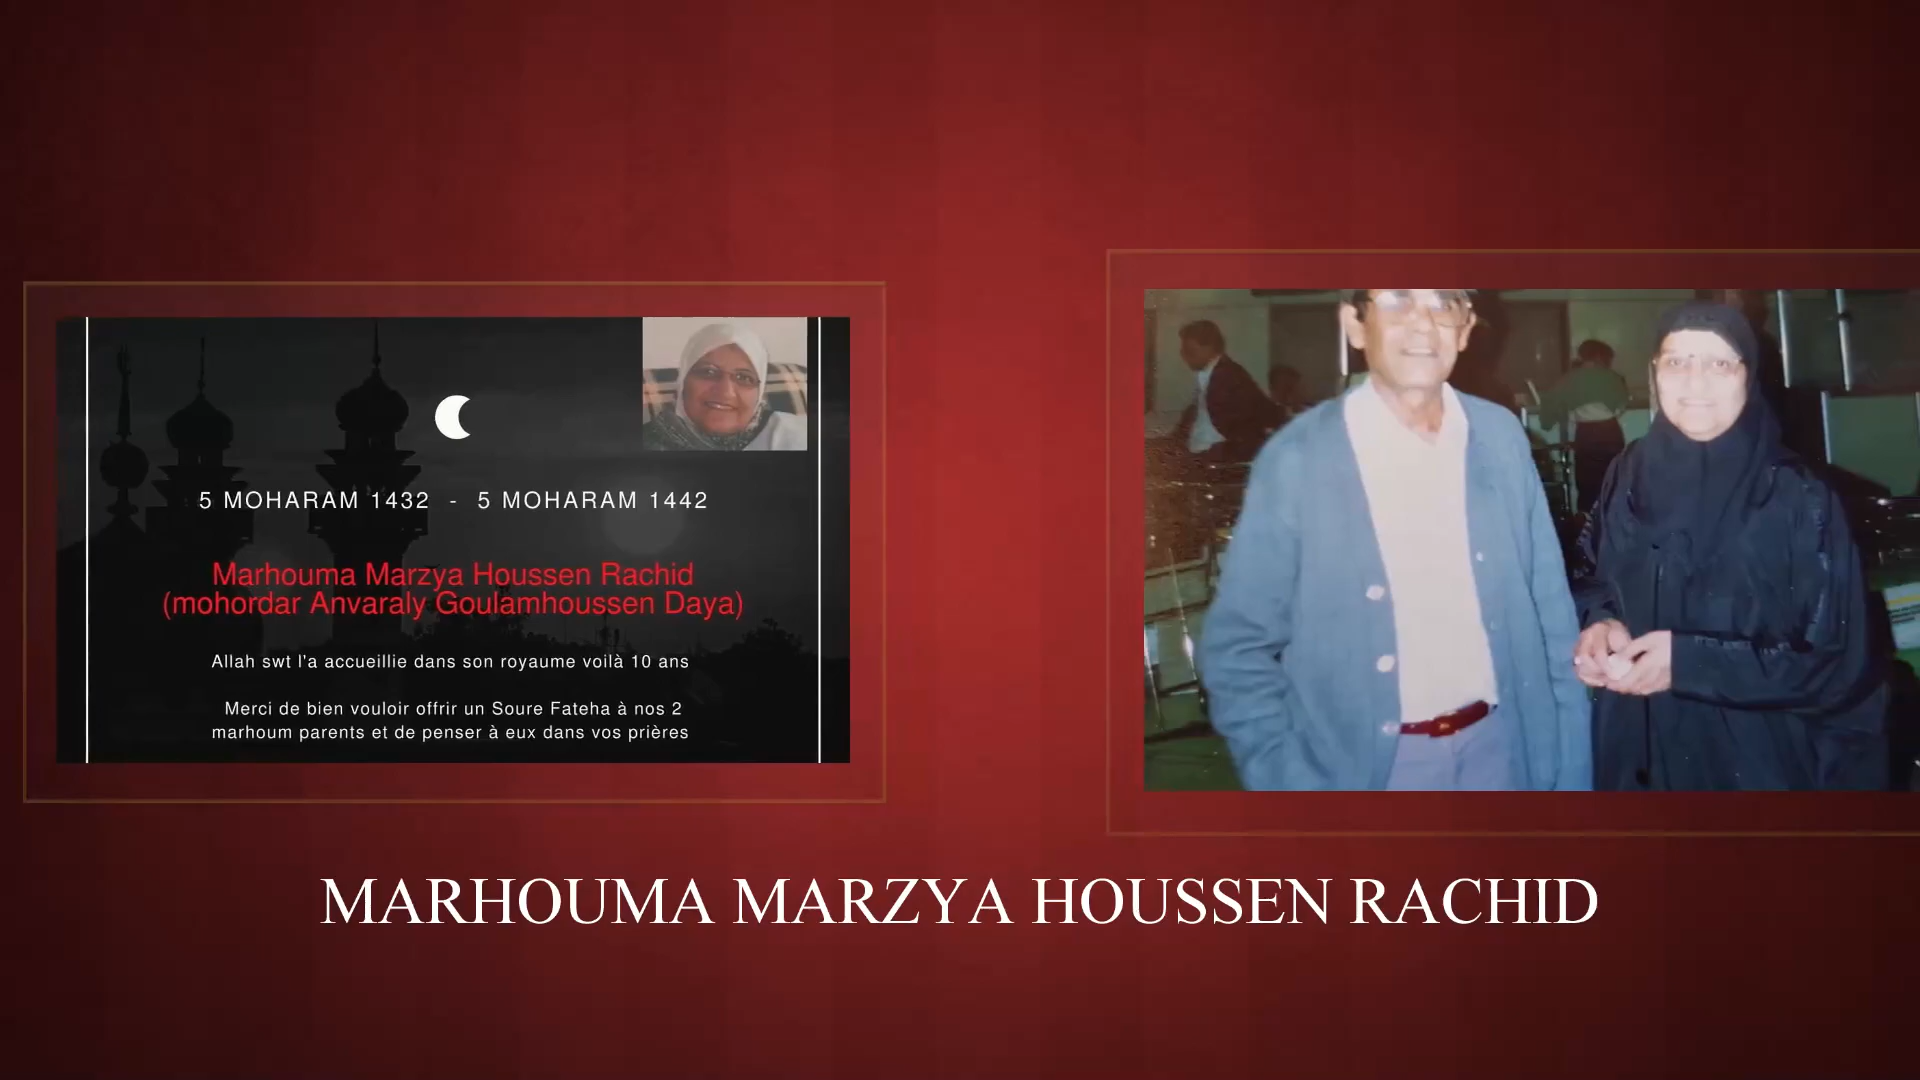 5 MOHARAM 1432 - 5 MOHARAM 1442
Marhouma Marzya Houssen Rachid
(mohordar Anvaraly Goulamhoussen Daya)
Allah swt l'a accueillie dans son royaume voilà 10 ans
Merci de bien vouloir offrir un Soure Fateha à nos 2
marhoum parents et de penser à eux dans vos prières
MARHOUMA MARZYA HOUSSEN RACHID